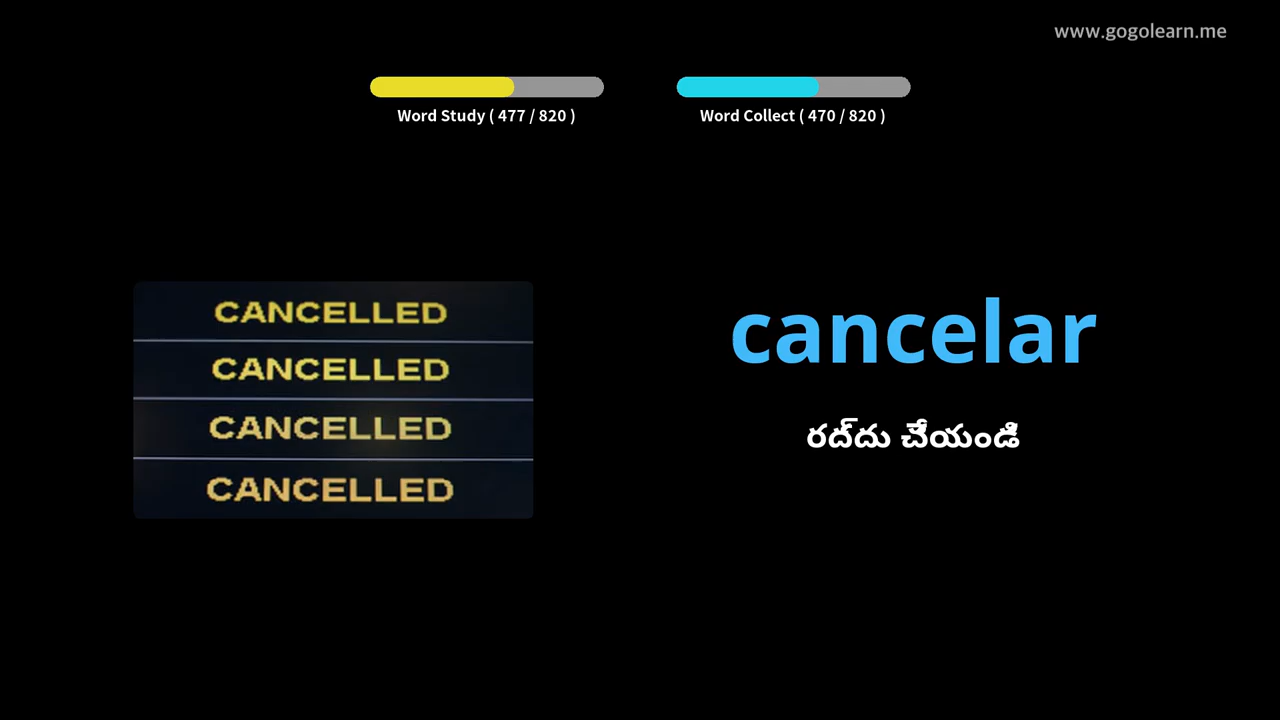 www.gogolearn.me
Word Study ( 477 / 820 )
Word Collect ( 470 / 820 )
CANCELLED
CANCELLED
CANCELLED
CANCELLED
cancelar
రద్దు చేయండి